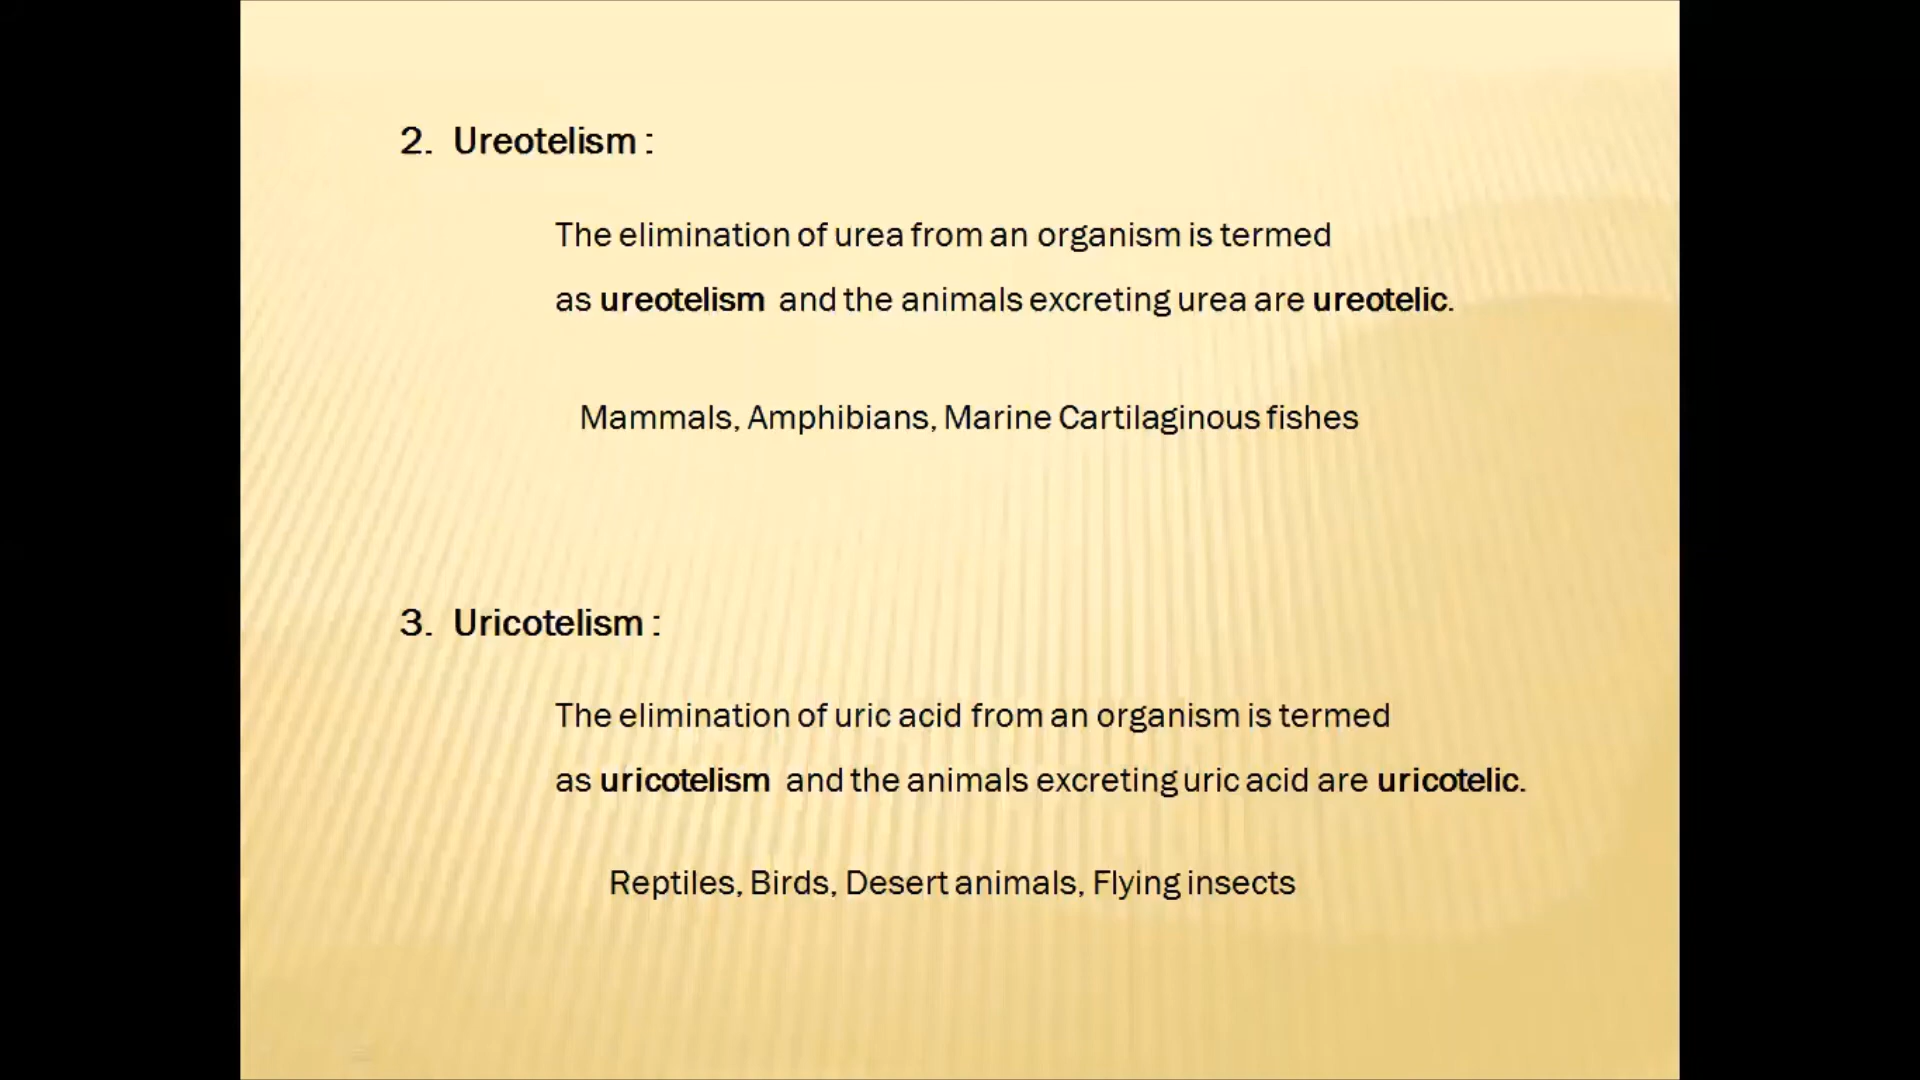 2. Ureotelism :
The elimination of urea from an organism is termed
as ureotelism and the animals excreting urea are ureotelic.
Mammals, Amphibians, Marine Cartilaginous fishes
3. Uricotelism :
The elimination of uric acid from an organism is termed
as uricotelism and the animals excreting uric acid are uricotelic.
Reptiles, Birds, Desert animals, Flying insects